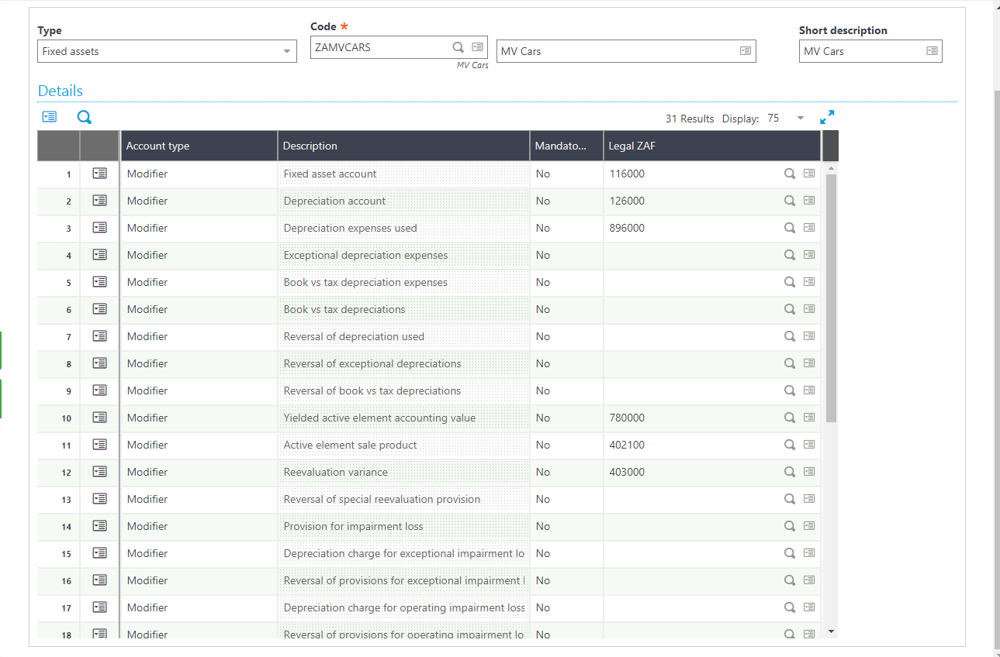 Type
Fixed assets
Code *
ZAMVCARS
MV Cars
MV Cars
Short description
MV Cars
Details
31 Results Display: 75
Account type Description Mandato... Legal ZAF
1 Modifier Fixed asset account No 116000
2 Modifier Depreciation account No 126000
3 Modifier Depreciation expenses used No 896000
4 Modifier Exceptional depreciation expenses No
5 Modifier Book vs tax depreciation expenses No
6 Modifier Book vs tax depreciations No
7 Modifier Reversal of depreciation used No
8 Modifier Reversal of exceptional depreciations No
9 Modifier Reversal of book vs tax depreciations No
10 Modifier Yielded active element accounting value No 780000
11 Modifier Active element sale product No 402100
12 Modifier Reevaluation variance No 403000
13 Modifier Reversal of special reevaluation provision No
14 Modifier Provision for impairment loss No
15 Modifier Depreciation charge for exceptional impairment lo No
16 Modifier Reversal of provisions for exceptional impairment l No
17 Modifier Depreciation charge for operating impairment loss No
18 Modifier Reversal of provisions for operating impairment lo No